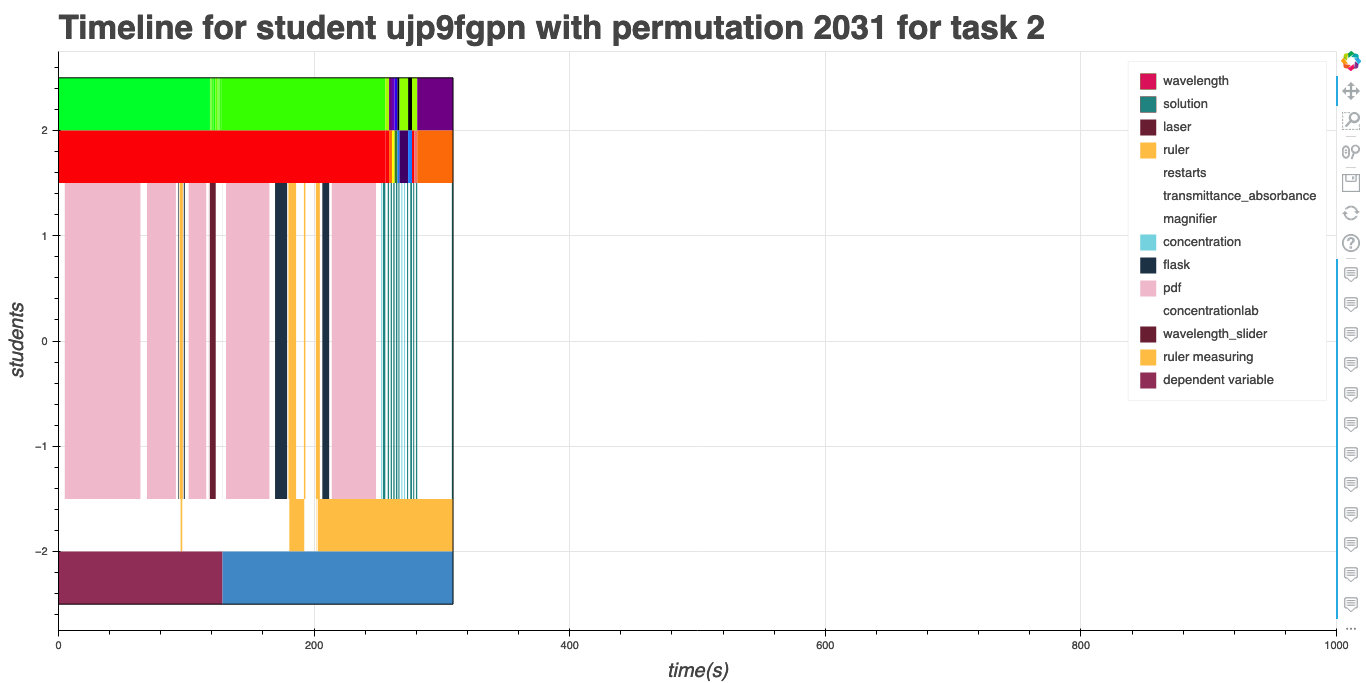 Timeline for student ujp9fgpn with permutation 2031 for task 2
students
2
1
0
−1
−2
0
200
400
600
800
1000
time(s)
wavelength
solution
laser
ruler
restarts
transmittance_absorbance
magnifier
concentration
flask
pdf
concentrationlab
wavelength_slider
ruler measuring
dependent variable